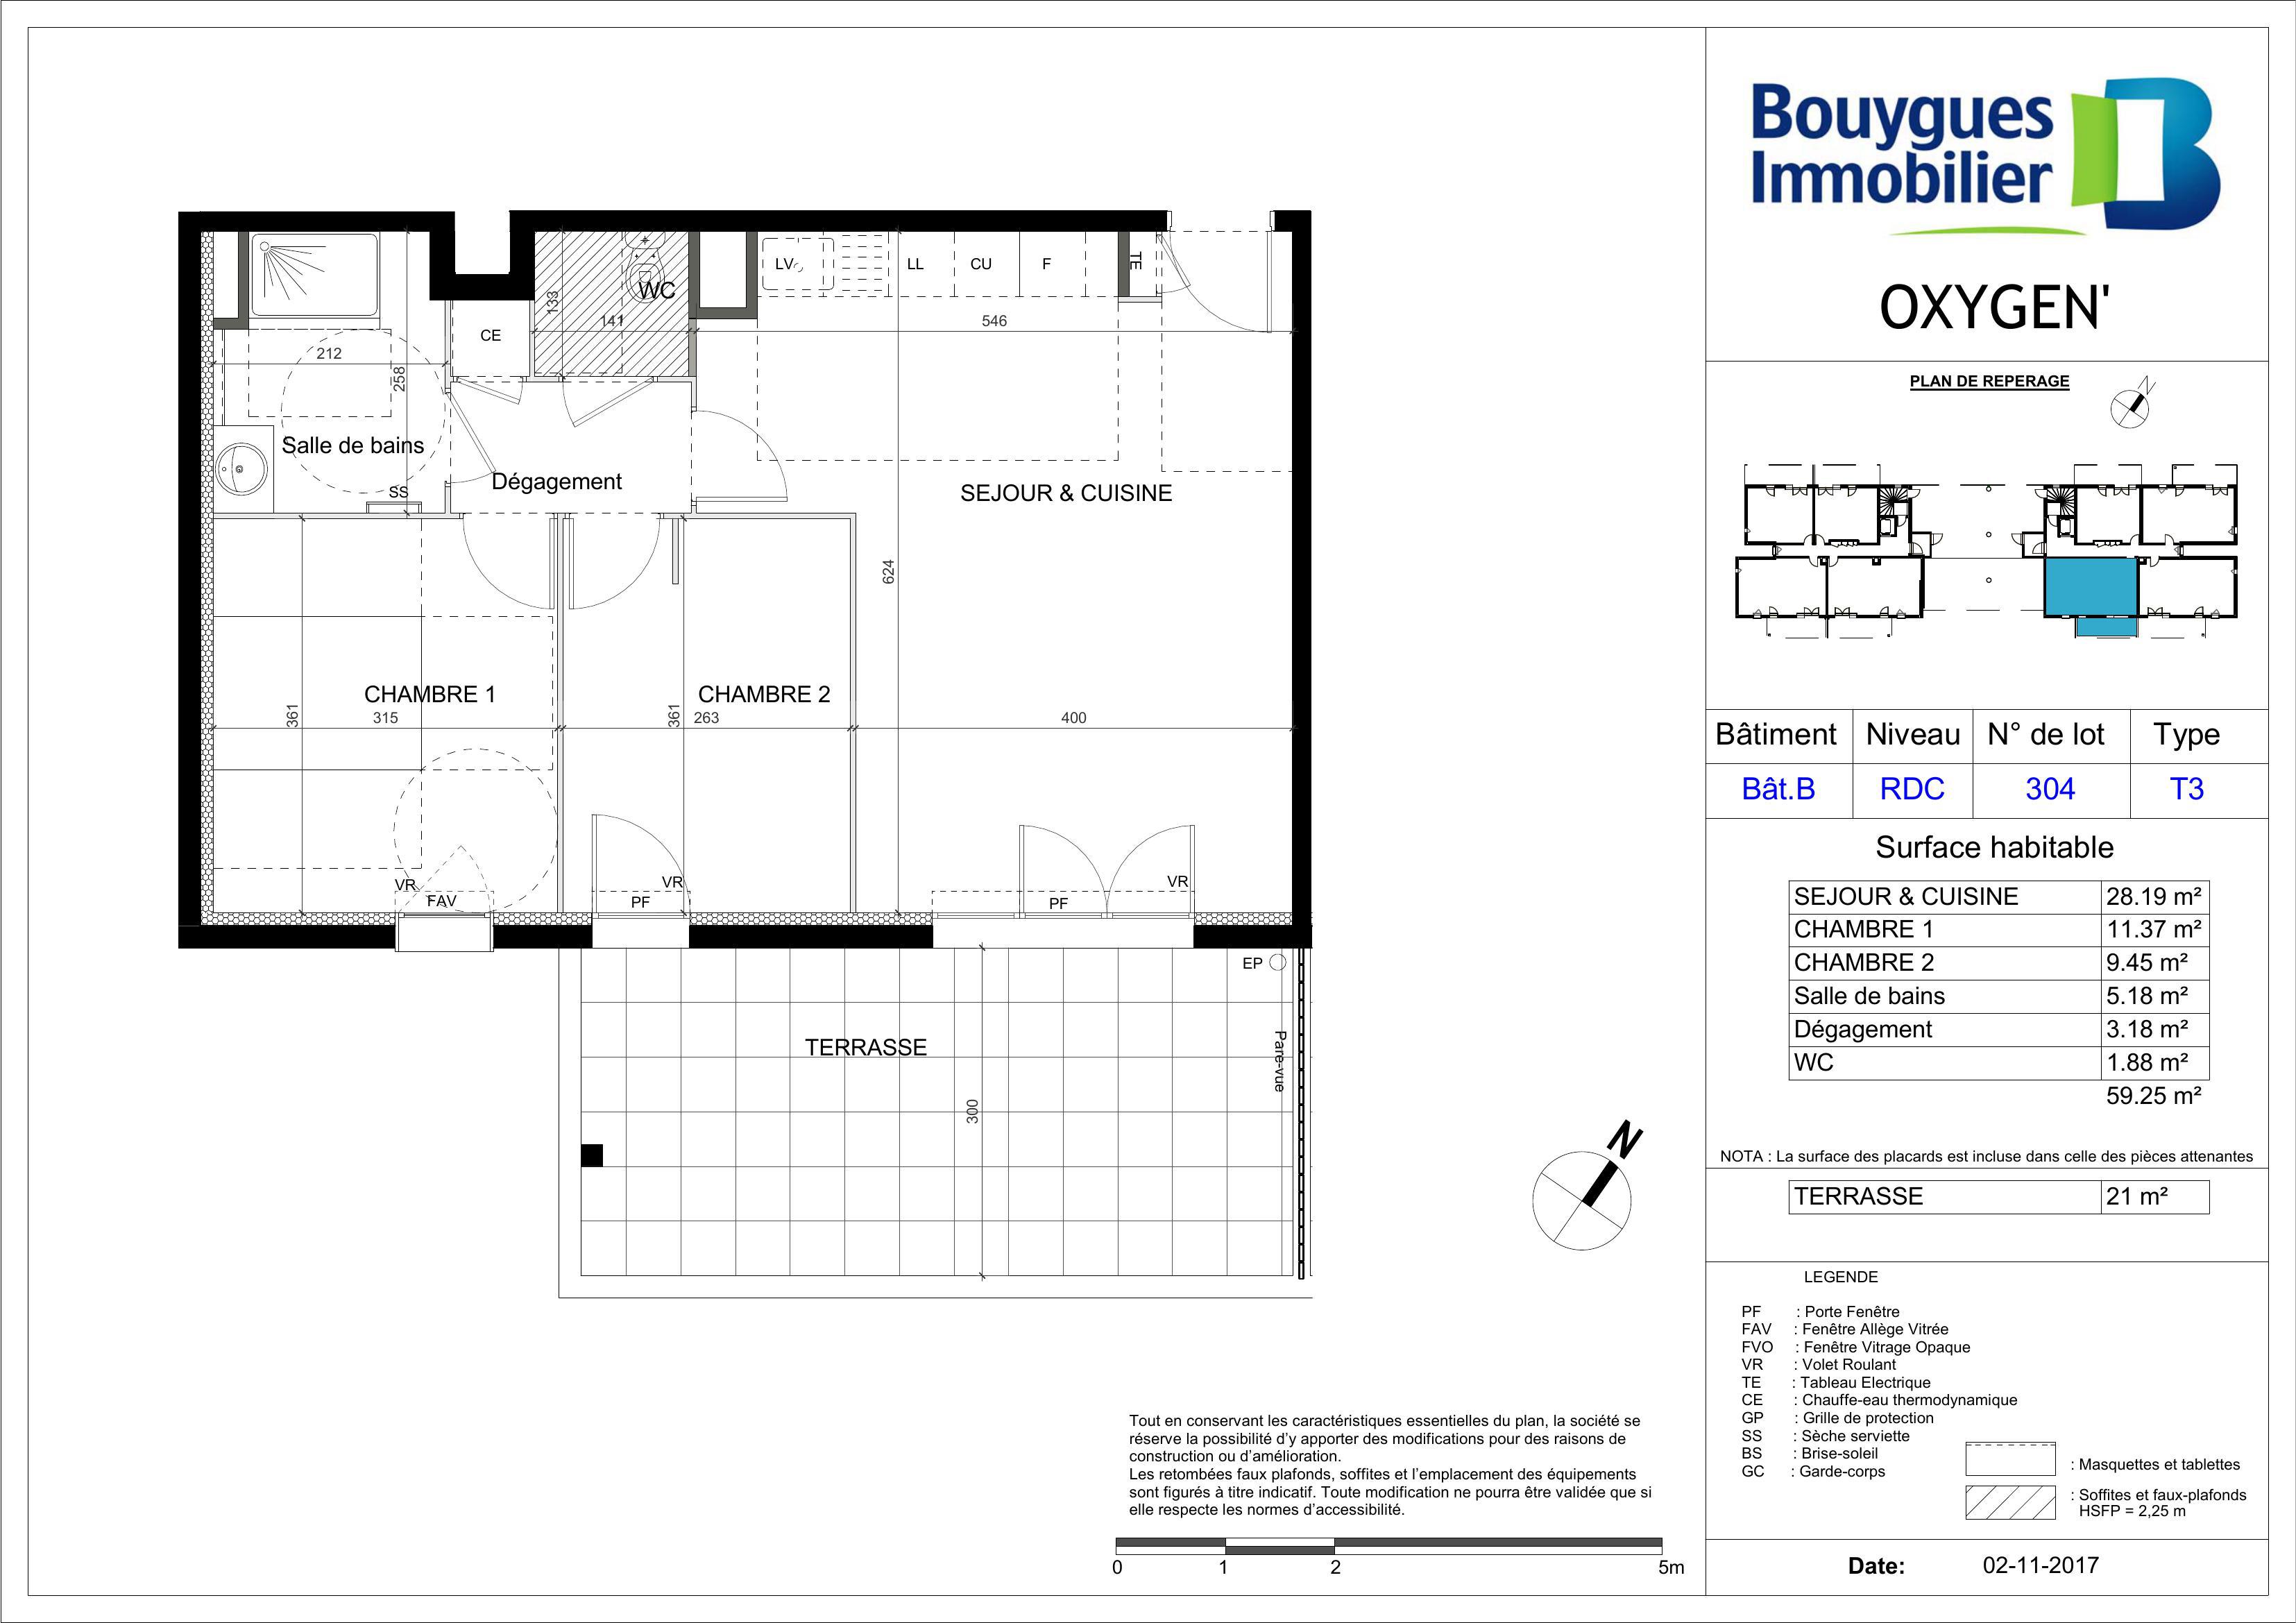 LV
LL
CU
F
TE
WC
133
141
546
CE
212
258
Salle de bains
SS
Dégagement
SEJOUR & CUISINE
624
CHAMBRE 1
315
361
CHAMBRE 2
361
263
400
VR
FAV
VR
PF
VR
PF
EP
Pare-vue
TERRASSE
300
N
Tout en conservant les caractéristiques essentielles du plan, la société se
réserve la possibilité d'y apporter des modifications pour des raisons de
construction ou d'amélioration.
Les retombées faux plafonds, soffites et l'emplacement des équipements
sont figurés à titre indicatif. Toute modification ne pourra être validée que si
elle respecte les normes d'accessibilité.
0 1 2 5m
Bouygues
Immobilier
OXYGEN'
PLAN DE REPERAGE
N
Bâtiment Niveau N° de lot Type
Bât.B RDC 304 T3
Surface habitable
SEJOUR & CUISINE 28.19 m²
CHAMBRE 1 11.37 m²
CHAMBRE 2 9.45 m²
Salle de bains 5.18 m²
Dégagement 3.18 m²
WC 1.88 m²
59.25 m²
NOTA : La surface des placards est incluse dans celle des pièces attenantes
TERRASSE 21 m²
LEGENDE
PF : Porte Fenêtre
FAV : Fenêtre Allège Vitrée
FVO : Fenêtre Vitrage Opaque
VR : Volet Roulant
TE : Tableau Electrique
CE : Chauffe-eau thermodynamique
GP : Grille de protection
SS : Sèche serviette
BS : Brise-soleil
GC : Garde-corps
: Masquettes et tablettes
: Soffites et faux-plafonds
HSFP = 2,25 m
Date: 02-11-2017